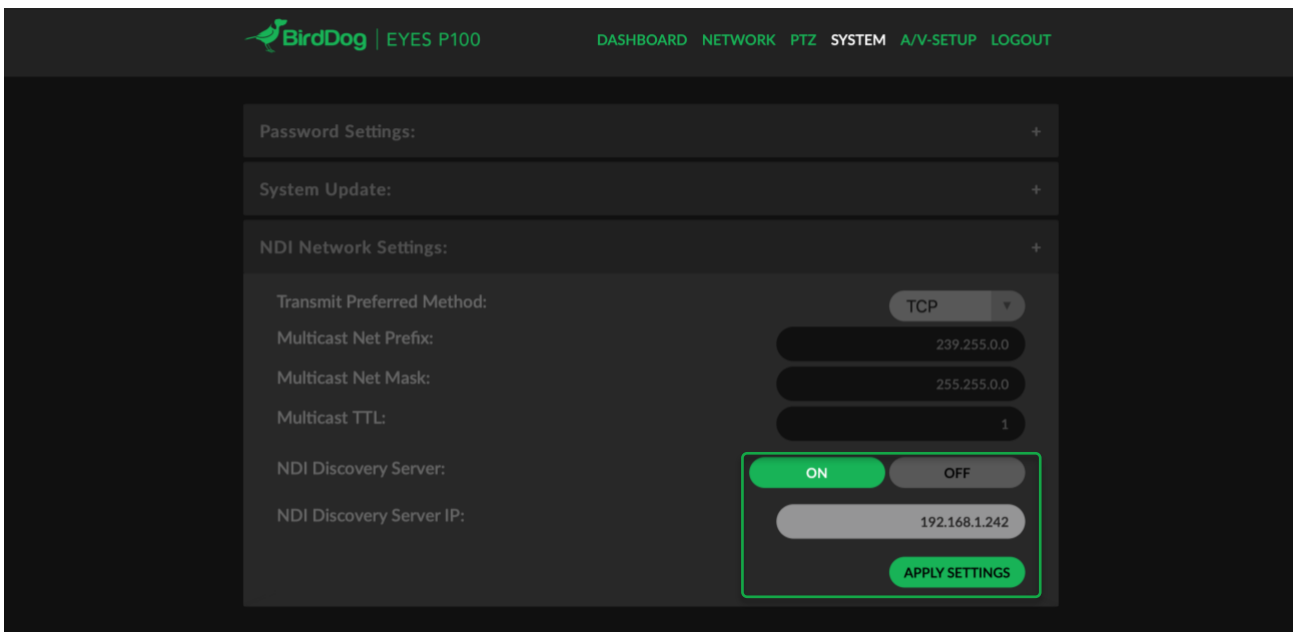 BirdDog | EYES P100
DASHBOARD NETWORK PTZ SYSTEM A/V-SETUP LOGOUT
Password Settings: +
System Update: +
NDI Network Settings: +
Transmit Preferred Method: TCP ▼
Multicast Net Prefix: 239.255.0.0
Multicast Net Mask: 255.255.0.0
Multicast TTL: 1
NDI Discovery Server: ON OFF
NDI Discovery Server IP: 192.168.1.242
APPLY SETTINGS